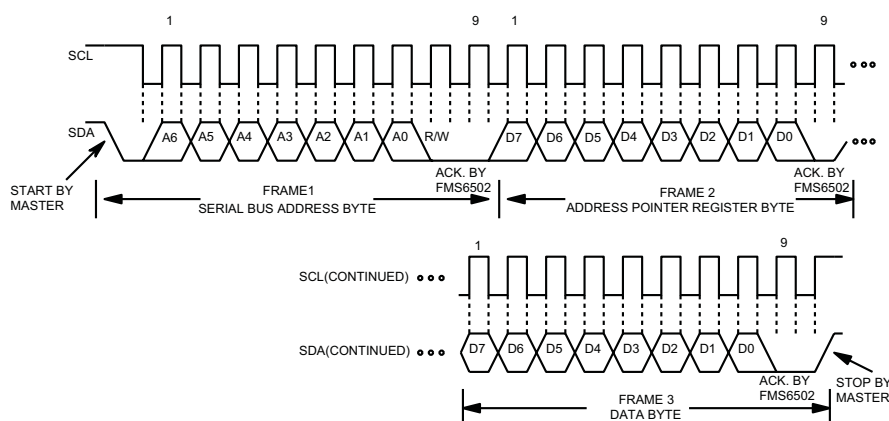 1 9 1 9
SCL
SDA A6 A5 A4 A3 A2 A1 A0 R/W D7 D6 D5 D4 D3 D2 D1 D0
START BY
MASTER
ACK. BY
FMS6502
ACK. BY
FMS6502
FRAME1
SERIAL BUS ADDRESS BYTE
FRAME 2
ADDRESS POINTER REGISTER BYTE
1 9
SCL(CONTINUED)
SDA(CONTINUED) D7 D6 D5 D4 D3 D2 D1 D0
ACK. BY
FMS6502
STOP BY
MASTER
FRAME 3
DATA BYTE